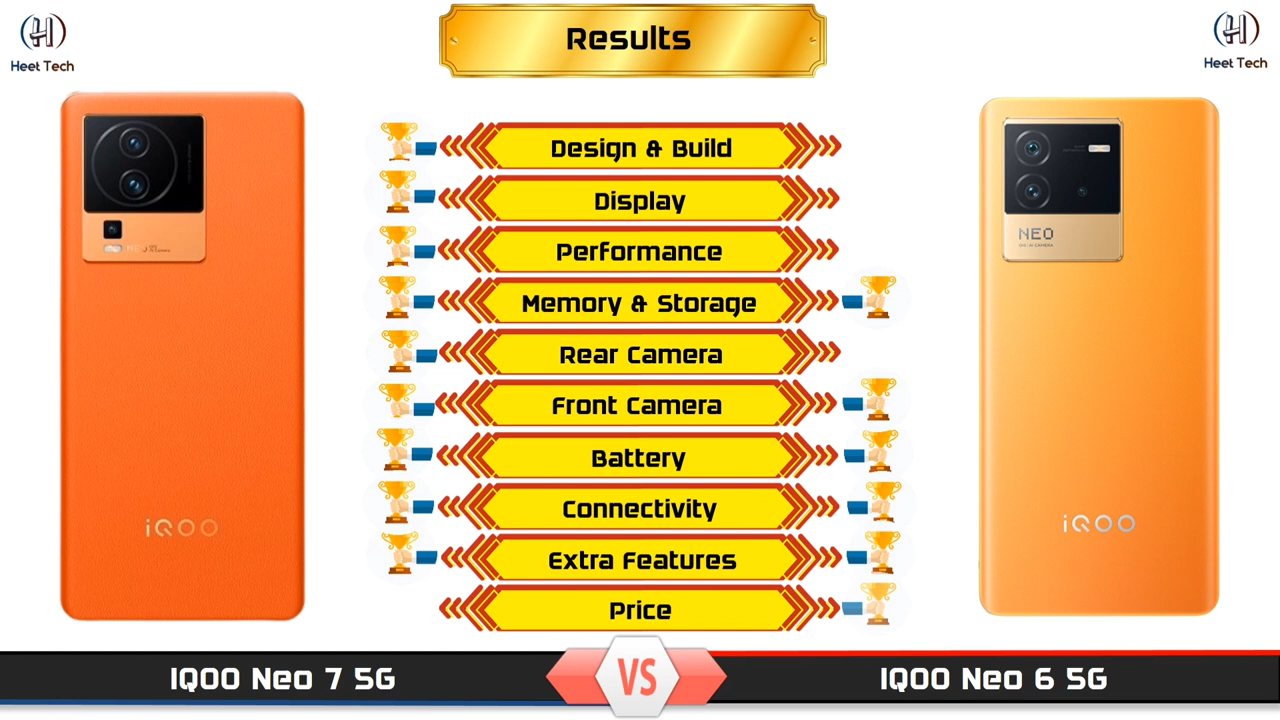 Heet Tech
Results
Heet Tech
Design & Build
Display
Performance
Memory & Storage
Rear Camera
Front Camera
Battery
Connectivity
Extra Features
Price
NEO
iQOO
iQOO
IQOO Neo 7 5G
VS
IQOO Neo 6 5G